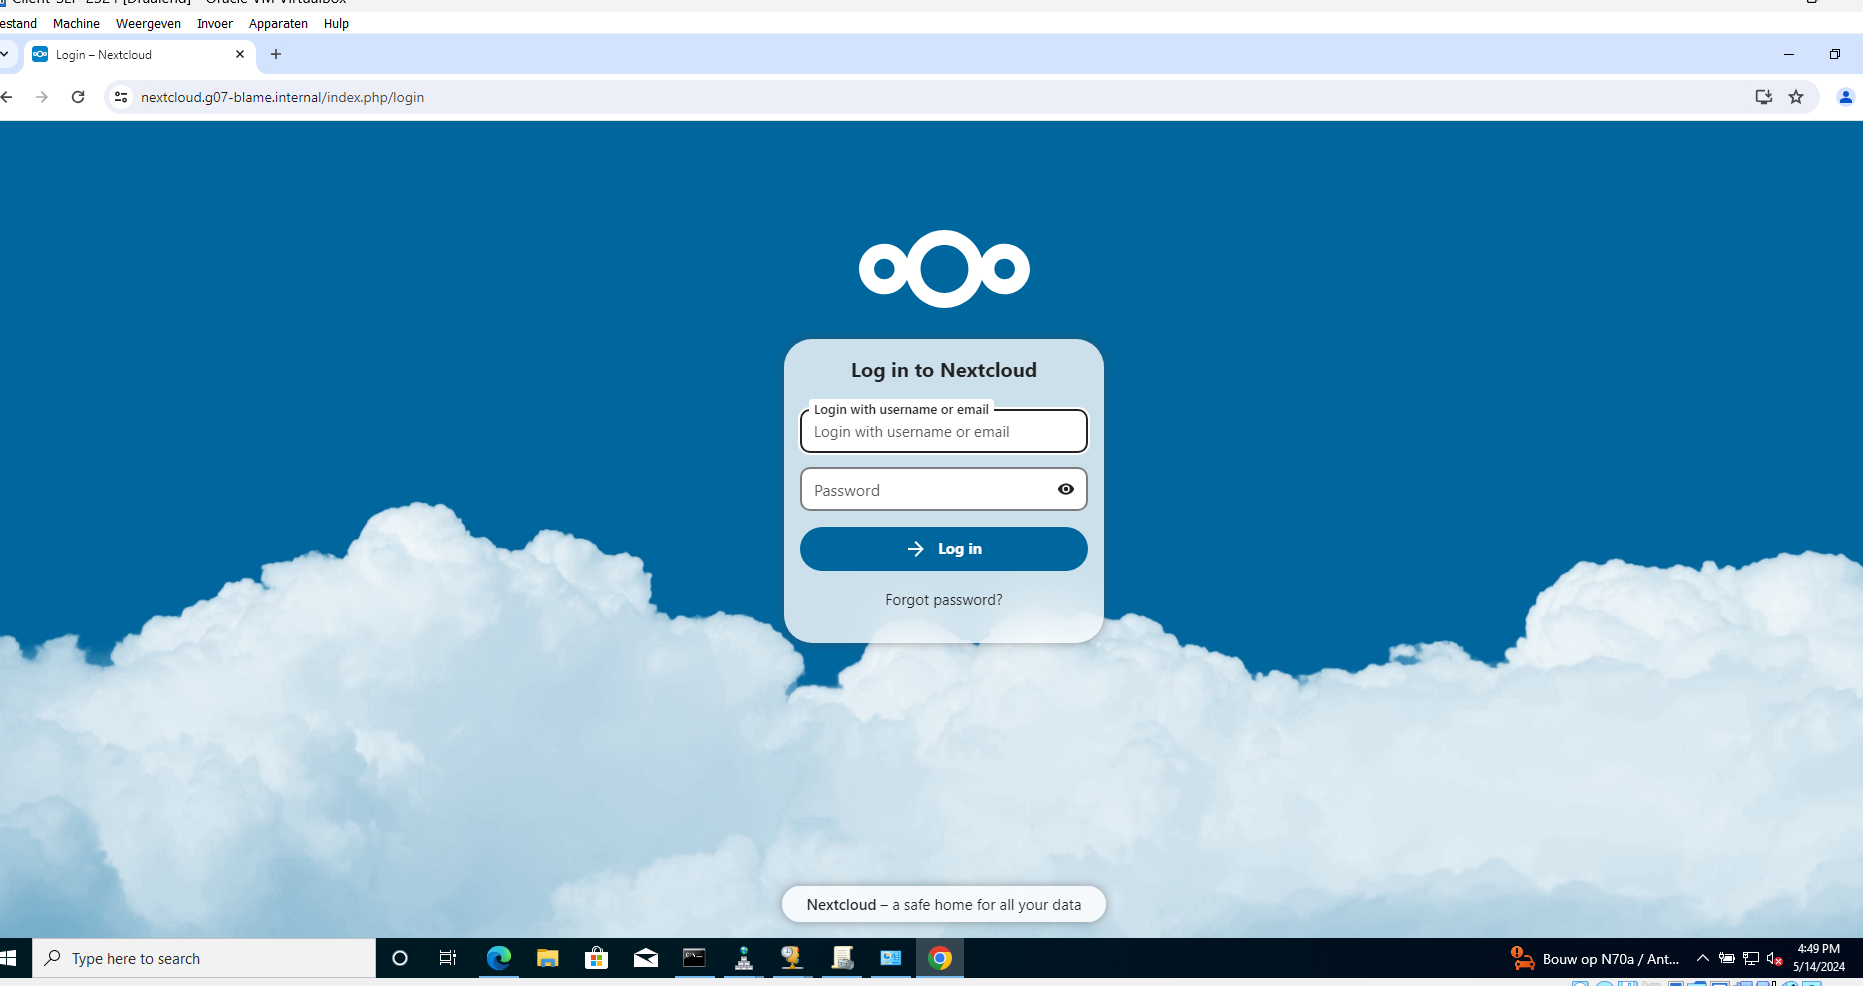 Machine Weergeven Invoer Apparaten Hulp
Login – Nextcloud
nextcloud.g07-blame.internal/index.php/login
Log in to Nextcloud
Login with username or email
Login with username or email
Password
Log in
Forgot password?
Nextcloud – a safe home for all your data
Type here to search
Bouw op N70a / Ant...
4:49 PM
5/14/2024